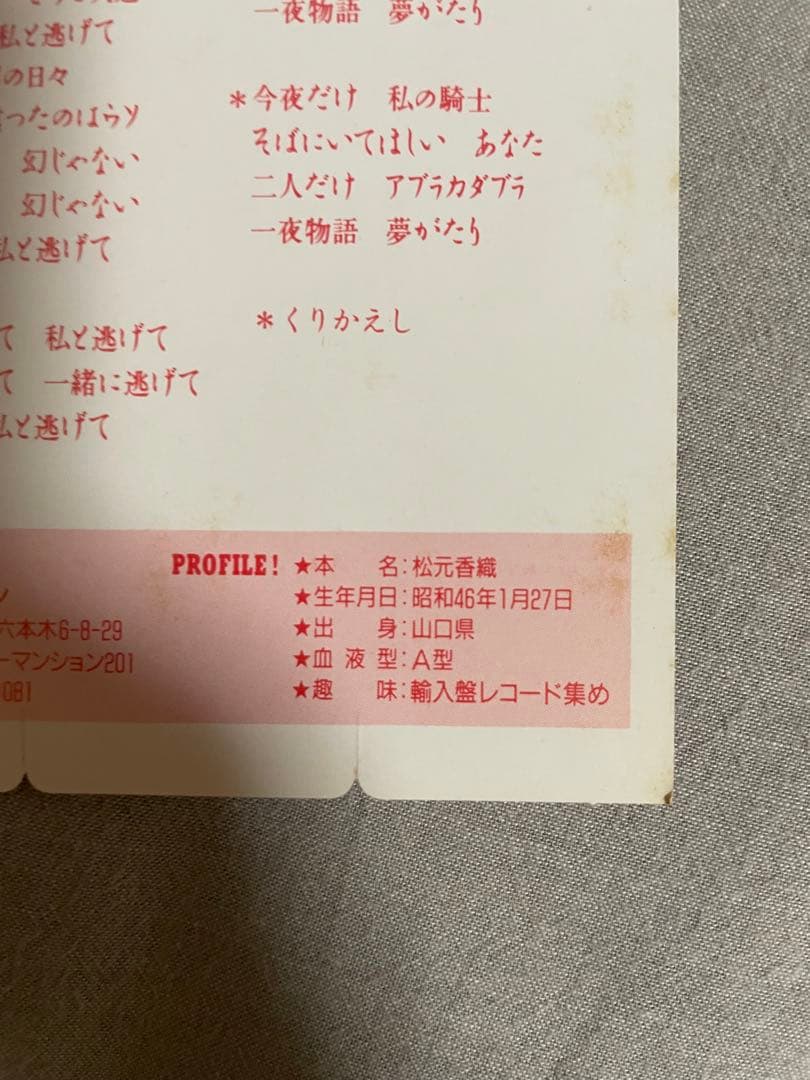 私と逃げて
の日々
ったのはウソ
幻じゃない
幻じゃない
私と逃げて
て 私と逃げて
て 一緒に逃げて
私と逃げて
一夜物語 夢がたり
*今夜だけ 私の騎士
そばにいてほしい あなた
二人だけ アブラカダブラ
一夜物語 夢がたり
*くりかえし
六本木6-8-29
ーマンション201
081
PROFILE! ★本 名:松元香織
★生年月日:昭和46年1月27日
★出 身:山口県
★血液型:A型
★趣 味:輸入盤レコード集め